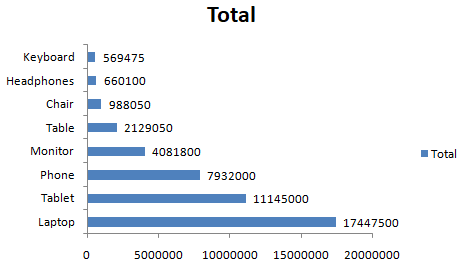 Total
Keyboard 569475
Headphones 660100
Chair 988050
Table 2129050
Monitor 4081800
Phone 7932000
Tablet 11145000
Laptop 17447500
Total
0 5000000 10000000 15000000 20000000